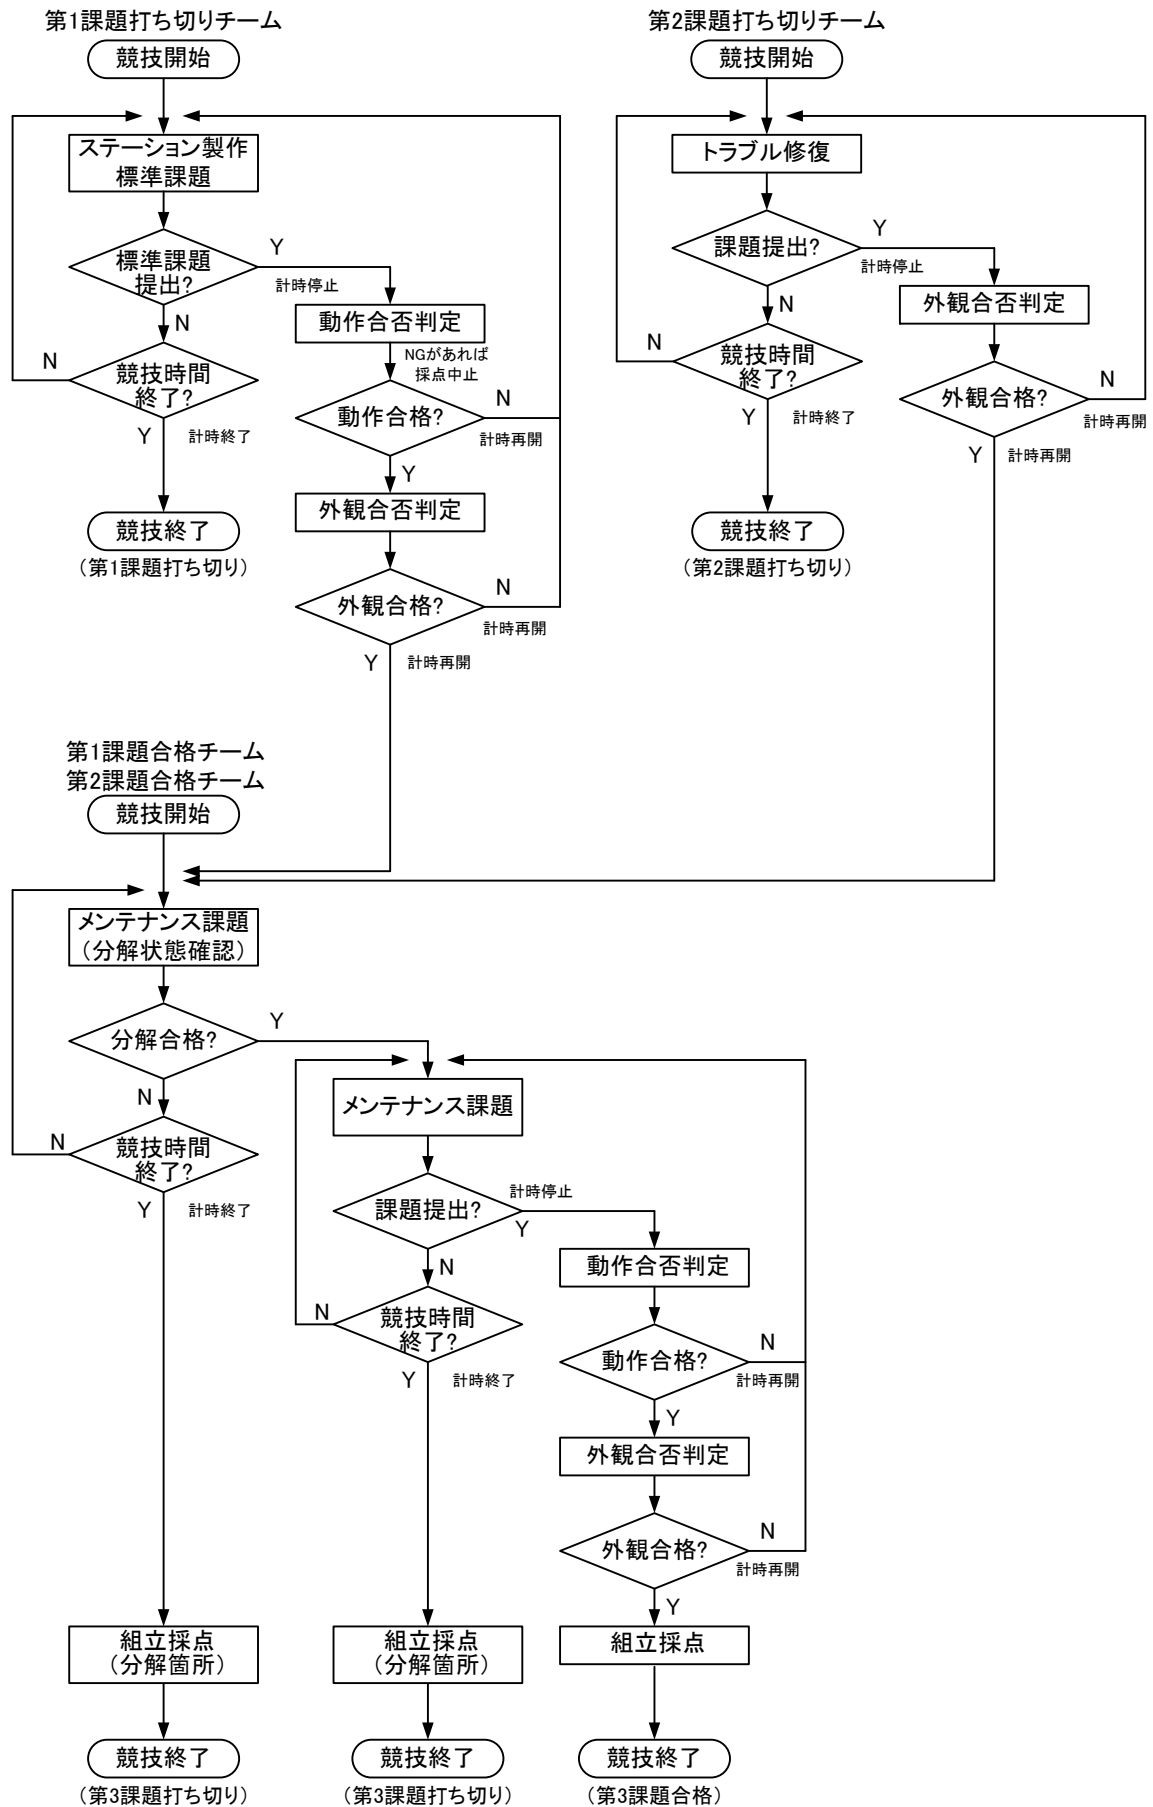 第1課題打ち切りチーム
競技開始
ステーション製作
標準課題
標準課題
提出?
Y
計時停止
N
競技時間
終了?
N
Y
計時終了
競技終了
（第1課題打ち切り）
動作合否判定
NGがあれば
採点中止
動作合格?
N
計時再開
Y
外観合否判定
外観合格?
N
計時再開
Y
計時再開
第2課題打ち切りチーム
競技開始
トラブル修復
課題提出?
Y
計時停止
N
競技時間
終了?
N
Y
計時終了
競技終了
（第2課題打ち切り）
外観合否判定
外観合格?
N
計時再開
Y
計時再開
第1課題合格チーム
第2課題合格チーム
競技開始
メンテナンス課題
（分解状態確認）
分解合格?
Y
N
競技時間
終了?
N
Y
計時終了
組立採点
（分解箇所）
競技終了
（第3課題打ち切り）
メンテナンス課題
課題提出?
計時停止
Y
N
競技時間
終了?
N
Y
計時終了
組立採点
（分解箇所）
競技終了
（第3課題打ち切り）
動作合否判定
動作合格?
N
計時再開
Y
外観合否判定
外観合格?
N
計時再開
Y
組立採点
競技終了
（第3課題合格）